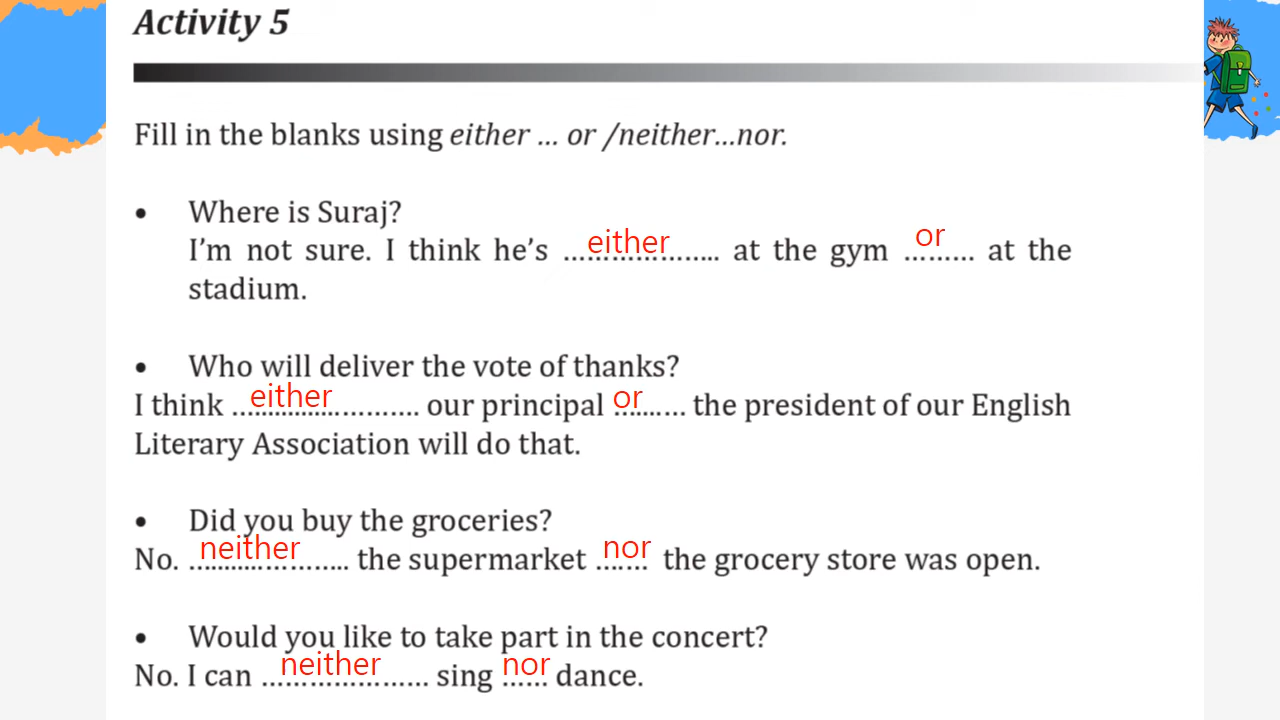 Activity 5
Fill in the blanks using either ... or /neither...nor.
• Where is Suraj?
I'm not sure. I think he's either at the gym or at the
stadium.
• Who will deliver the vote of thanks?
I think either our principal or the president of our English
Literary Association will do that.
• Did you buy the groceries?
No. neither the supermarket nor the grocery store was open.
• Would you like to take part in the concert?
No. I can neither sing nor dance.